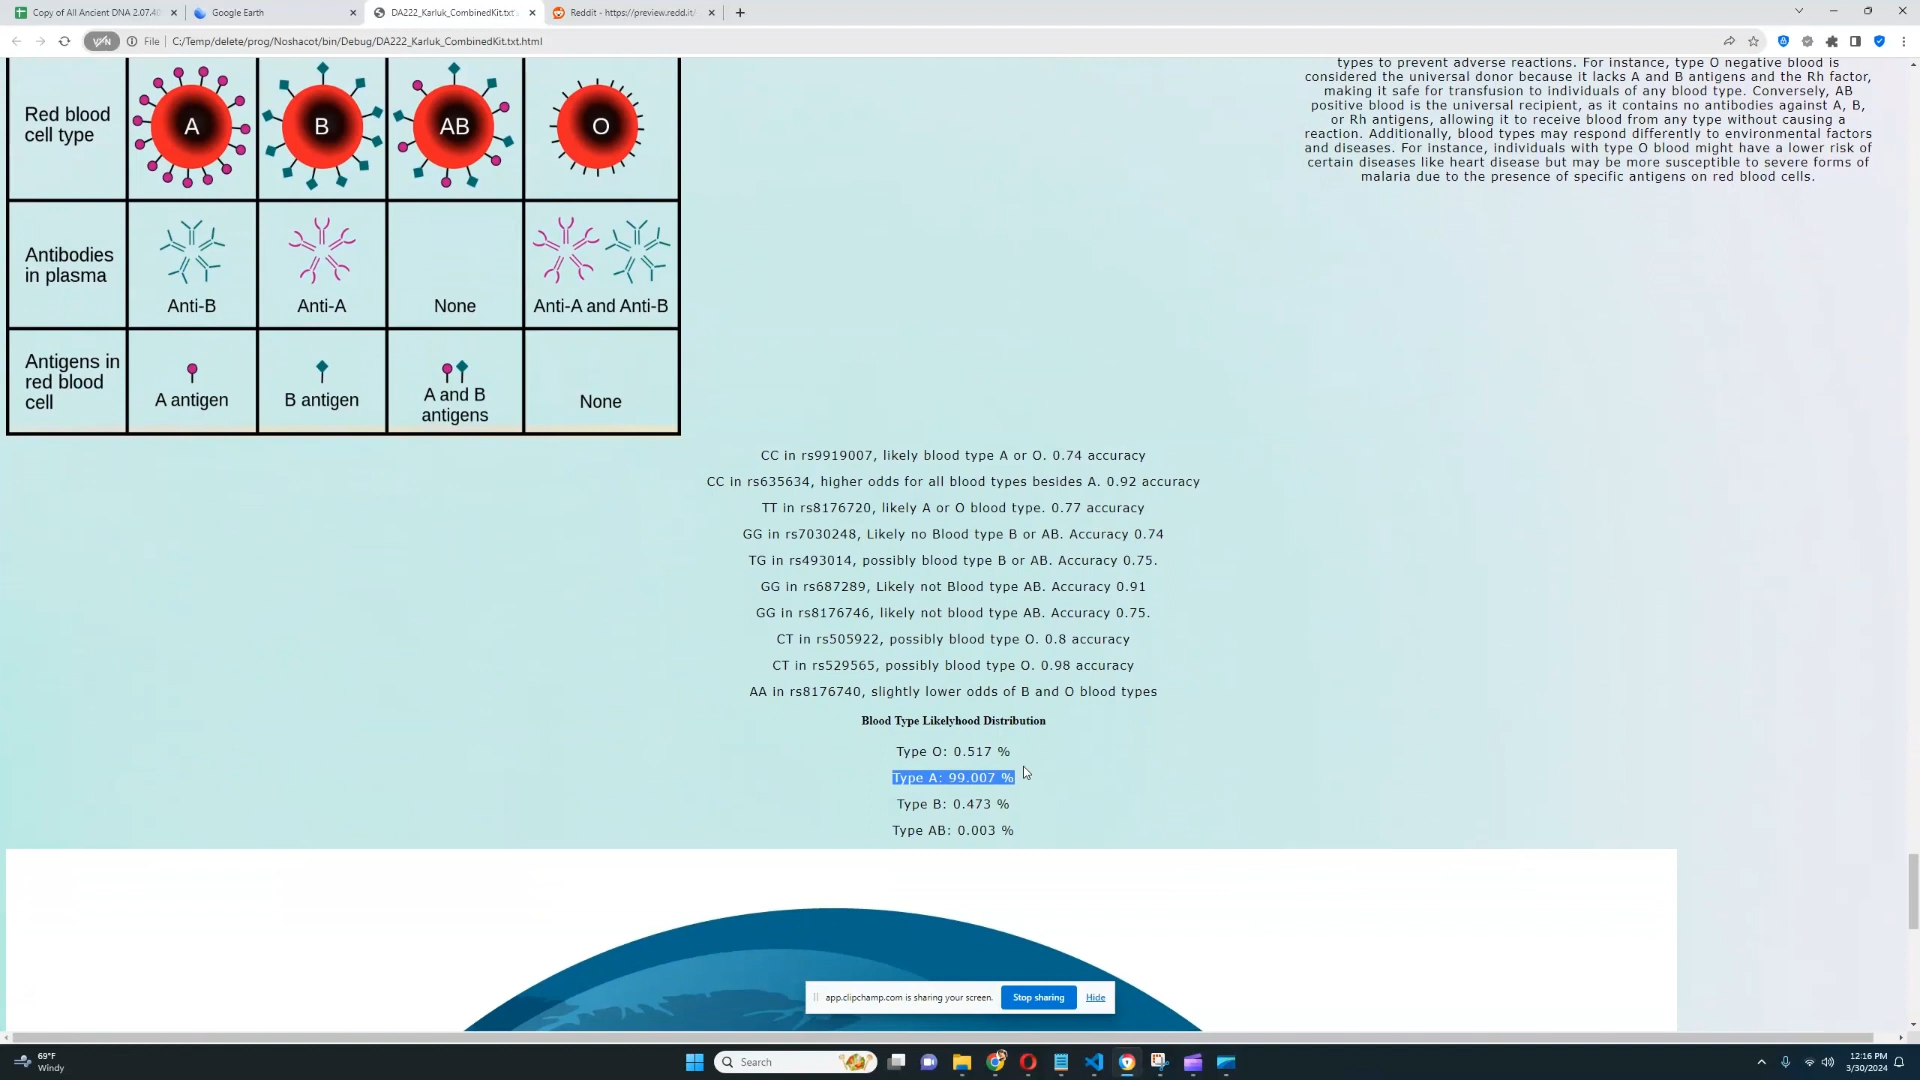 Copy of All Ancient DNA 2.07.48
Google Earth
DA222_Karluk_CombinedKit.txt's
Reddit - https://preview.redd.it/
VPN
File
C:/Temp/delete/prog/Noshacot/bin/Debug/DA222_Karluk_CombinedKit.txt.html
Red blood
cell type
A
B
AB
O
Antibodies
in plasma
Anti-B
Anti-A
None
Anti-A and Anti-B
Antigens in
red blood
cell
A antigen
B antigen
A and B
antigens
None
types to prevent adverse reactions. For instance, type O negative blood is
considered the universal donor because it lacks A and B antigens and the Rh factor,
making it safe for transfusion to individuals of any blood type. Conversely, AB
positive blood is the universal recipient, as it contains no antibodies against A, B,
or Rh antigens, allowing it to receive blood from any type without causing a
reaction. Additionally, blood types may respond differently to environmental factors
and diseases. For instance, individuals with type O blood might have a lower risk of
certain diseases like heart disease but may be more susceptible to severe forms of
malaria due to the presence of specific antigens on red blood cells.
CC in rs9919007, likely blood type A or O. 0.74 accuracy
CC in rs635634, higher odds for all blood types besides A. 0.92 accuracy
TT in rs8176720, likely A or O blood type. 0.77 accuracy
GG in rs7030248, Likely no Blood type B or AB. Accuracy 0.74
TG in rs493014, possibly blood type B or AB. Accuracy 0.75.
GG in rs687289, Likely not Blood type AB. Accuracy 0.91
GG in rs8176746, likely not blood type AB. Accuracy 0.75.
CT in rs505922, possibly blood type O. 0.8 accuracy
CT in rs529565, possibly blood type O. 0.98 accuracy
AA in rs8176740, slightly lower odds of B and O blood types
Blood Type Likelyhood Distribution
Type O: 0.517 %
Type A: 99.007 %
Type B: 0.473 %
Type AB: 0.003 %
app.clipchamp.com is sharing your screen.
Stop sharing
Hide
69°F
Windy
Search
12:16 PM
3/30/2024